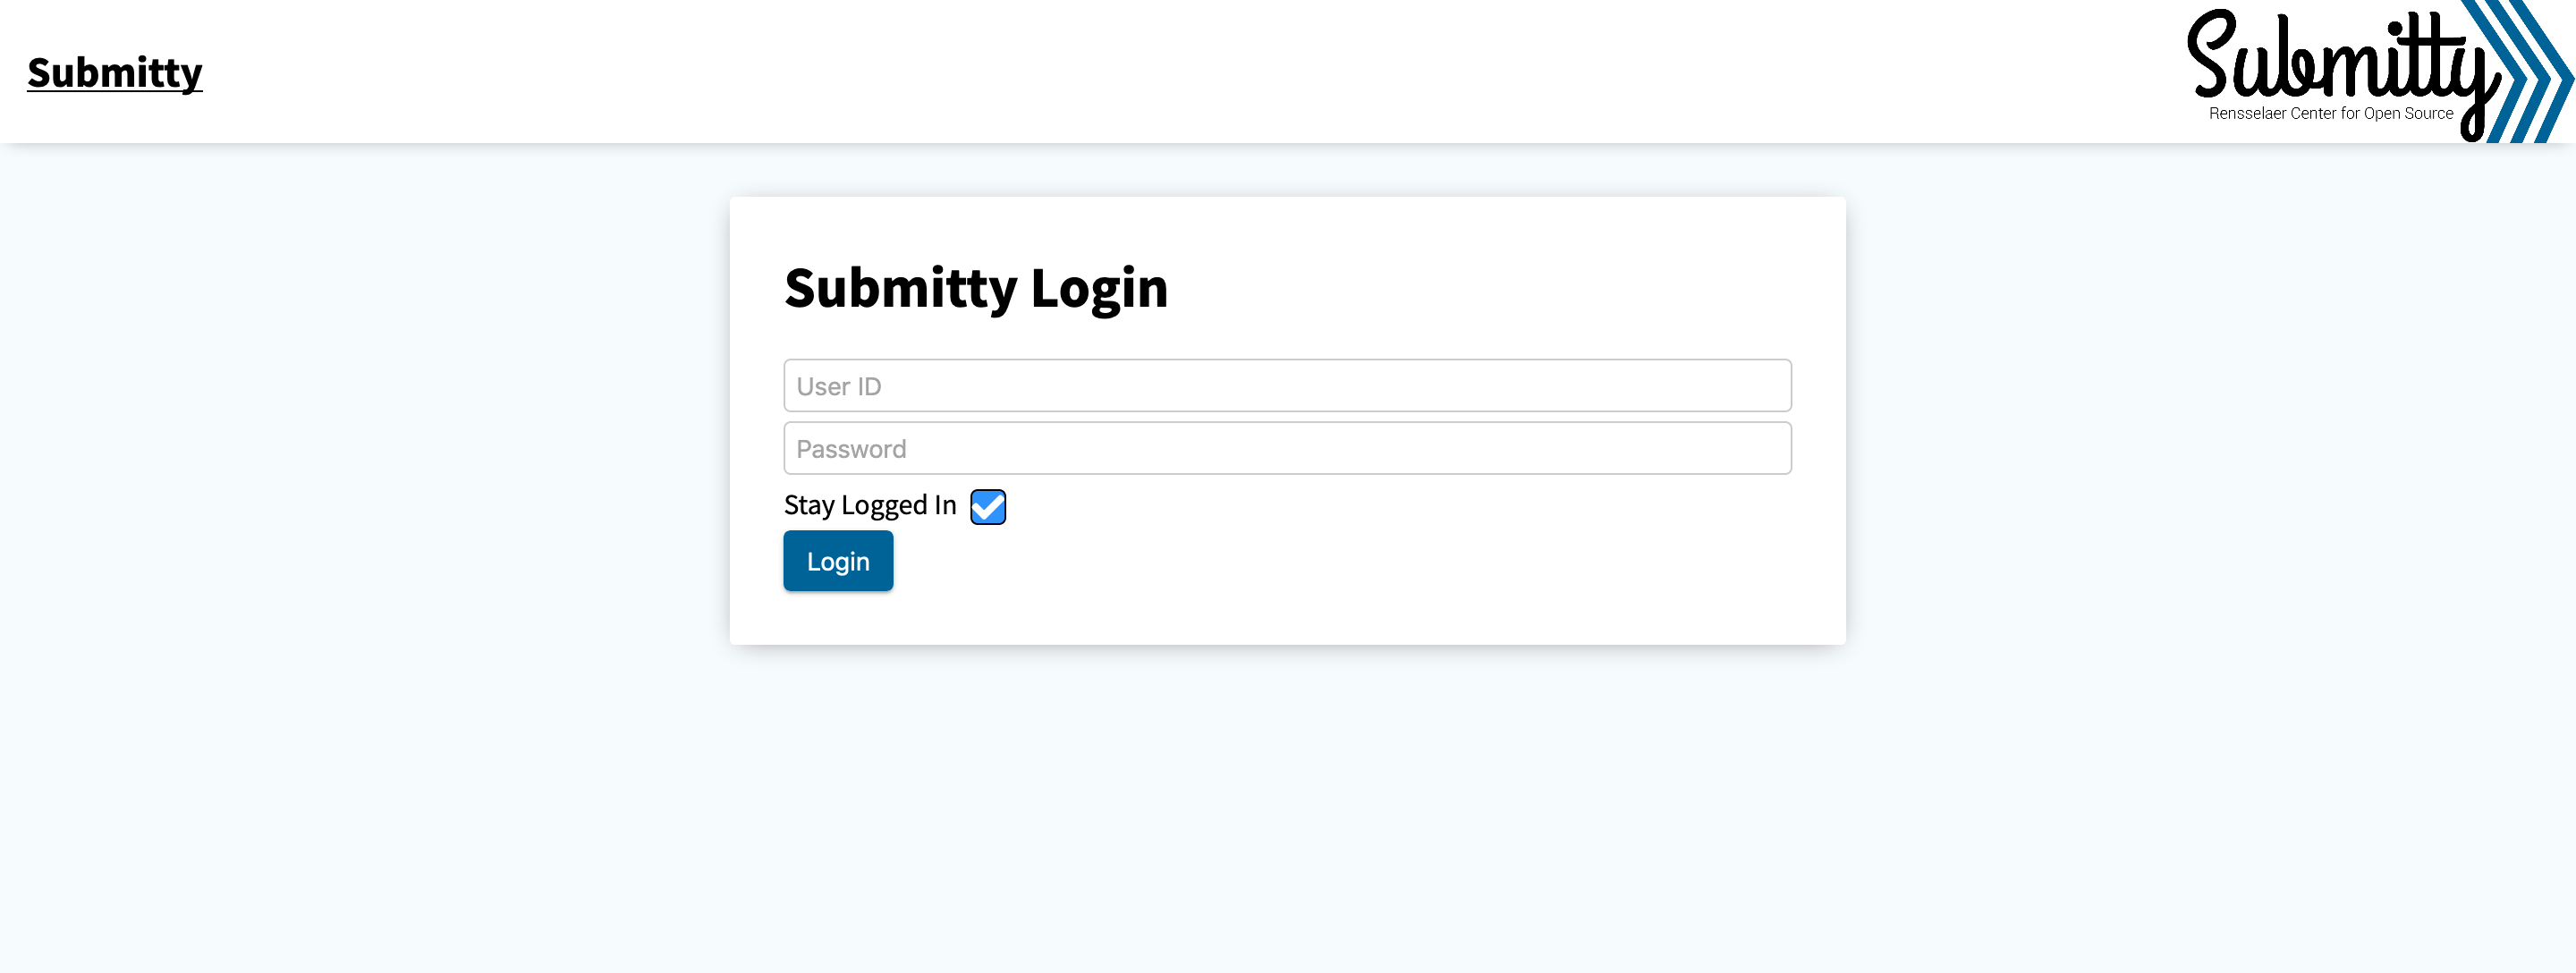 Submitty
Submitty
Rensselaer Center for Open Source
Submitty Login
User ID
Password
Stay Logged In
Login